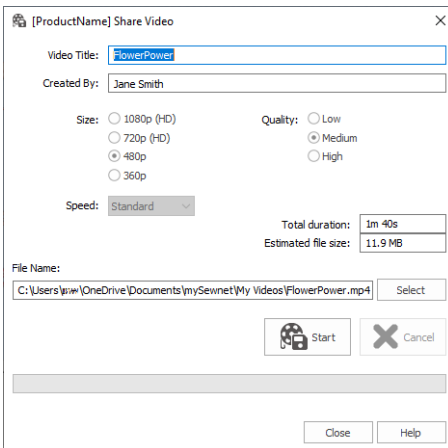 [ProductName] Share Video
Video Title: FlowerPower
Created By: Jane Smith
Size: 1080p (HD) Quality: Low
720p (HD) Medium
480p High
360p
Speed: Standard
Total duration: 1m 40s
Estimated file size: 11.9 MB
File Name:
C:\Users\ \OneDrive\Documents\mySewnet\My Videos\FlowerPower.mp4 Select
Start Cancel
Close Help